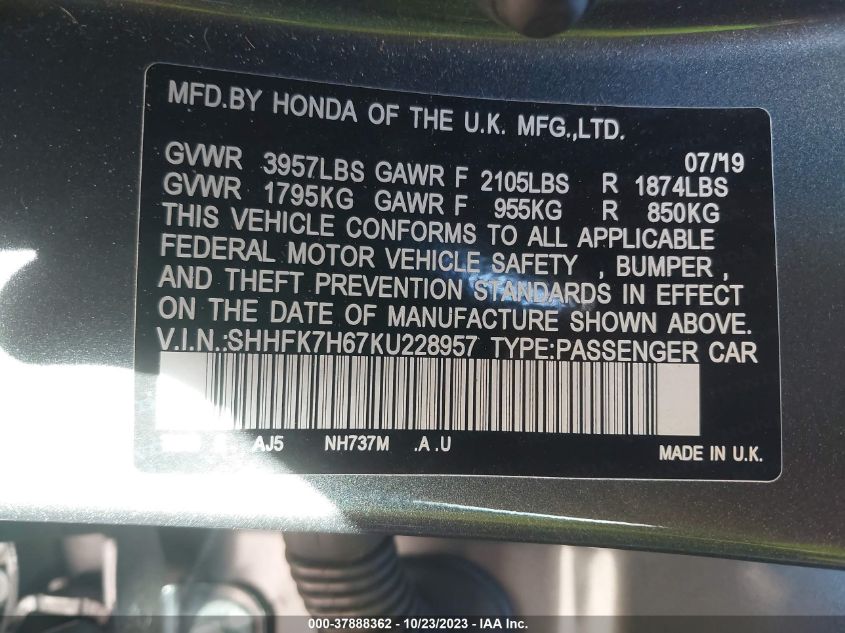 MFD.BY HONDA OF THE U.K. MFG.,LTD.
07/19
GVWR 3957LBS GAWR F 2105LBS R 1874LBS
GVWR 1795KG GAWR F 955KG R 850KG
THIS VEHICLE CONFORMS TO ALL APPLICABLE
FEDERAL MOTOR VEHICLE SAFETY , BUMPER ,
AND THEFT PREVENTION STANDARDS IN EFFECT
ON THE DATE OF MANUFACTURE SHOWN ABOVE.
V.I.N.:SHHFK7H67KU228957 TYPE:PASSENGER CAR
AJ5 NH737M .A .U
MADE IN U.K.
000-37888362 | 10/23/2023 - IAA Inc.